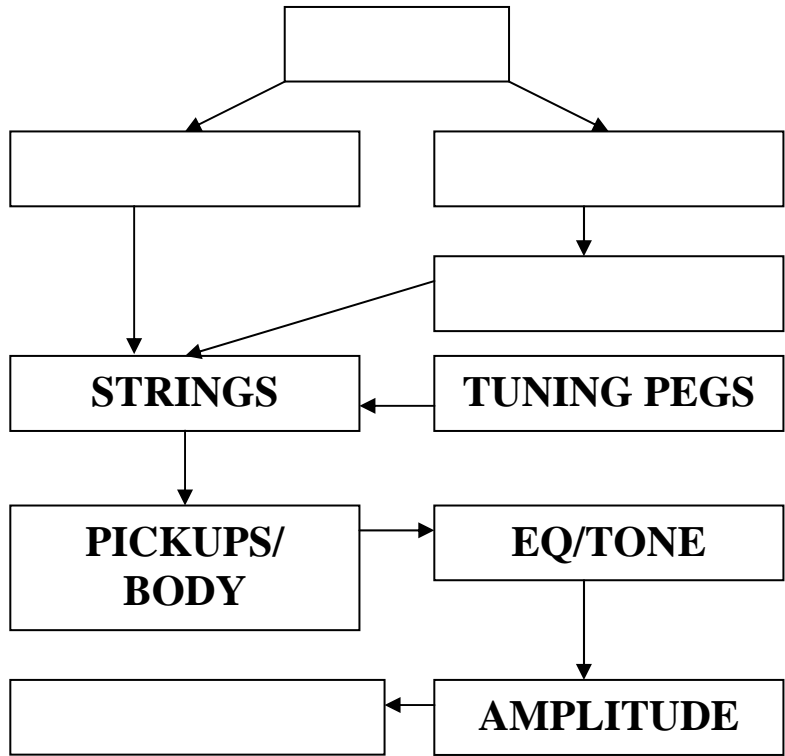 STRINGS
TUNING PEGS
PICKUPS/
BODY
EQ/TONE
AMPLITUDE